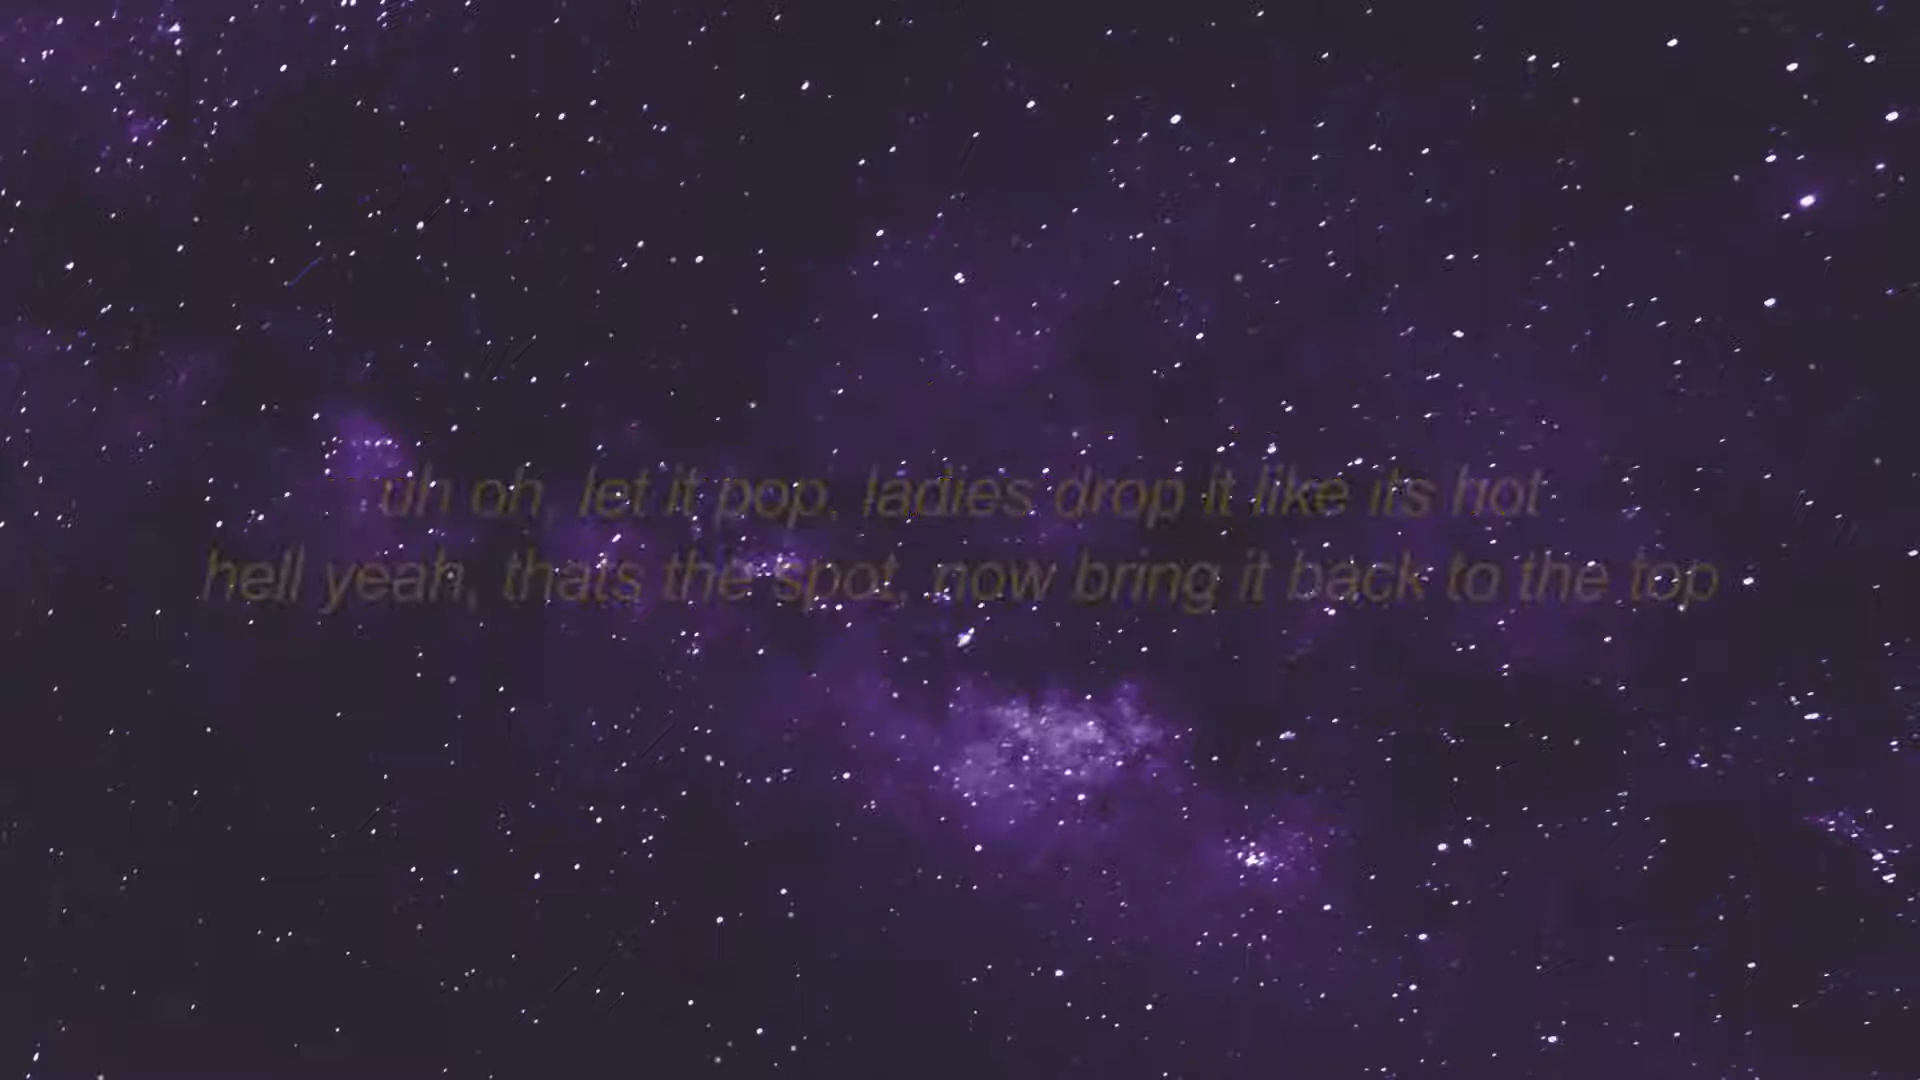 uh oh, let it pop, ladies drop it like its hot
hell yeah, thats the spot, now bring it back to the top